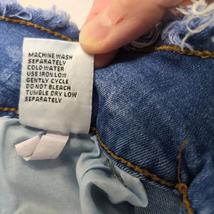 MACHINE WASH
SEPARATELY
COLD WATER
USE IRON LOW
GENTLY CYCLE
DO NOT BLEACH
TUMBLE DRY LOW
SEPARATELY